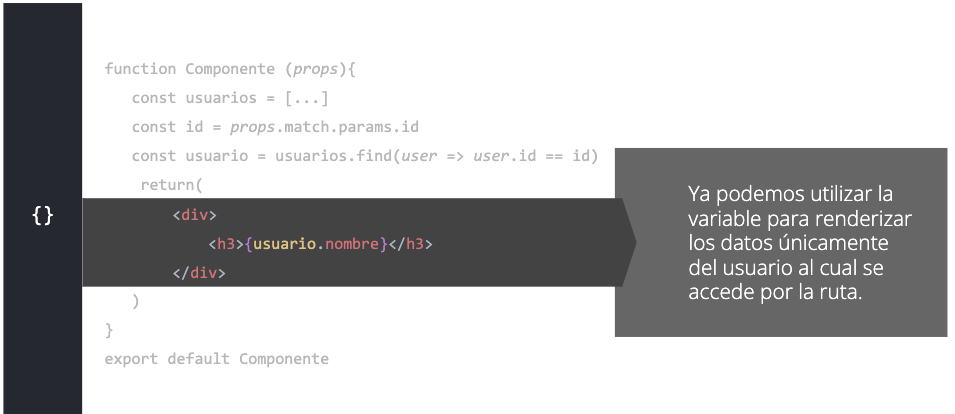 function Componente (props){
const usuarios = [...]
const id = props.match.params.id
const usuario = usuarios.find(user => user.id == id)
return(
{}
<div>
<h3>{usuario.nombre}</h3>
</div>
)
}
export default Componente
Ya podemos utilizar la
variable para renderizar
los datos únicamente
del usuario al cual se
accede por la ruta.